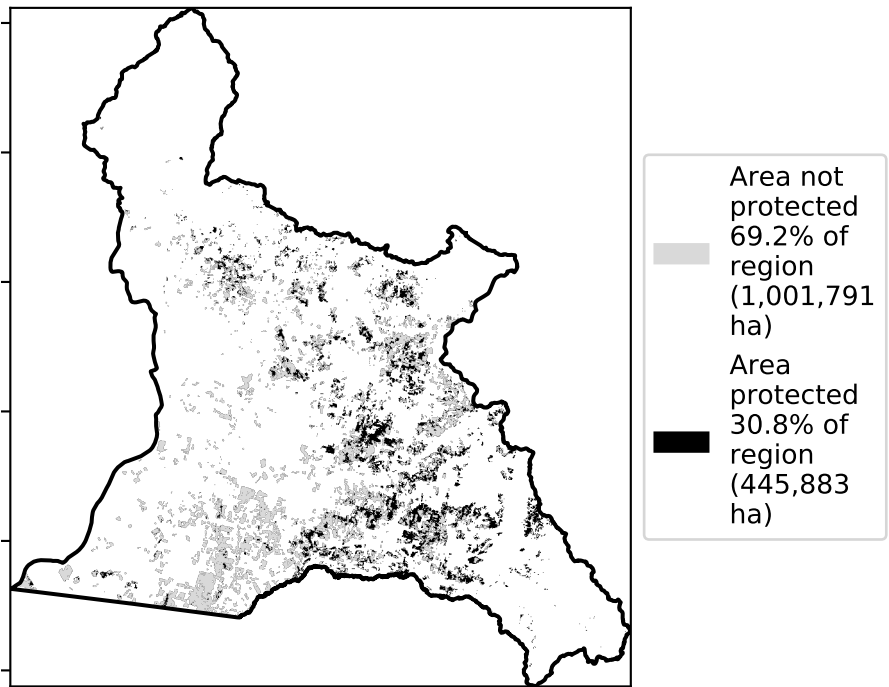 Area not
protected
69.2% of
region
(1,001,791
ha)
Area
protected
30.8% of
region
(445,883
ha)